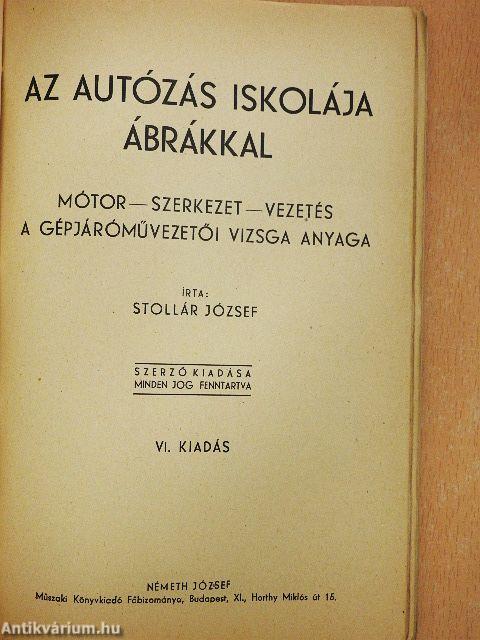 AZ AUTÓZÁS ISKOLÁJA
ÁBRÁKKAL
MÓTOR—SZERKEZET—VEZETÉS
A GÉPJÁRÓMŰVEZETŐI VIZSGA ANYAGA
ÍRTA:
STOLLÁR JÓZSEF
SZERZŐ KIADÁSA
MINDEN JOG FENNTARTVA
VI. KIADÁS
NÉMETH JÓZSEF
Műszaki Könyvkiadó Főbizománya, Budapest, XI., Horthy Miklós út 15.
Antikvárium.hu